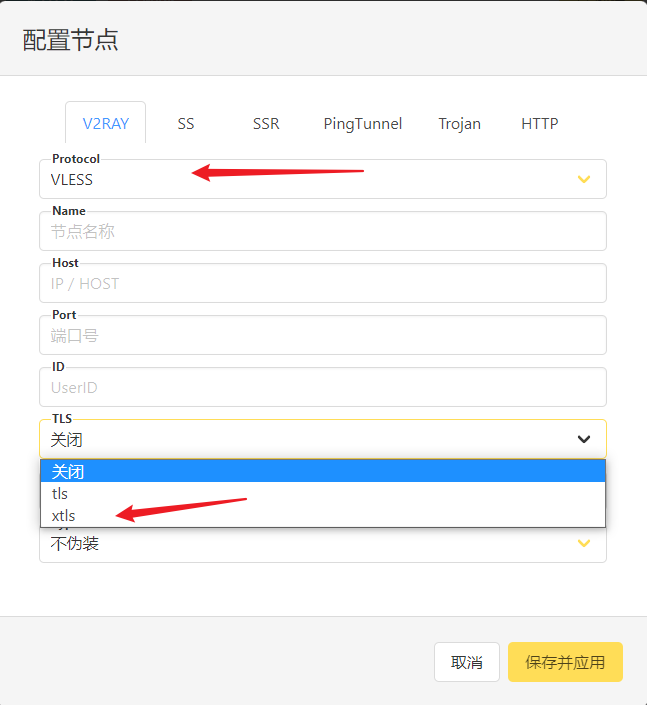 配置节点
V2RAY SS SSR PingTunnel Trojan HTTP
Protocol
VLESS
Name
节点名称
Host
IP / HOST
Port
端口号
ID
UserID
TLS
关闭
关闭
tls
xtls
不伪装
取消 保存并应用